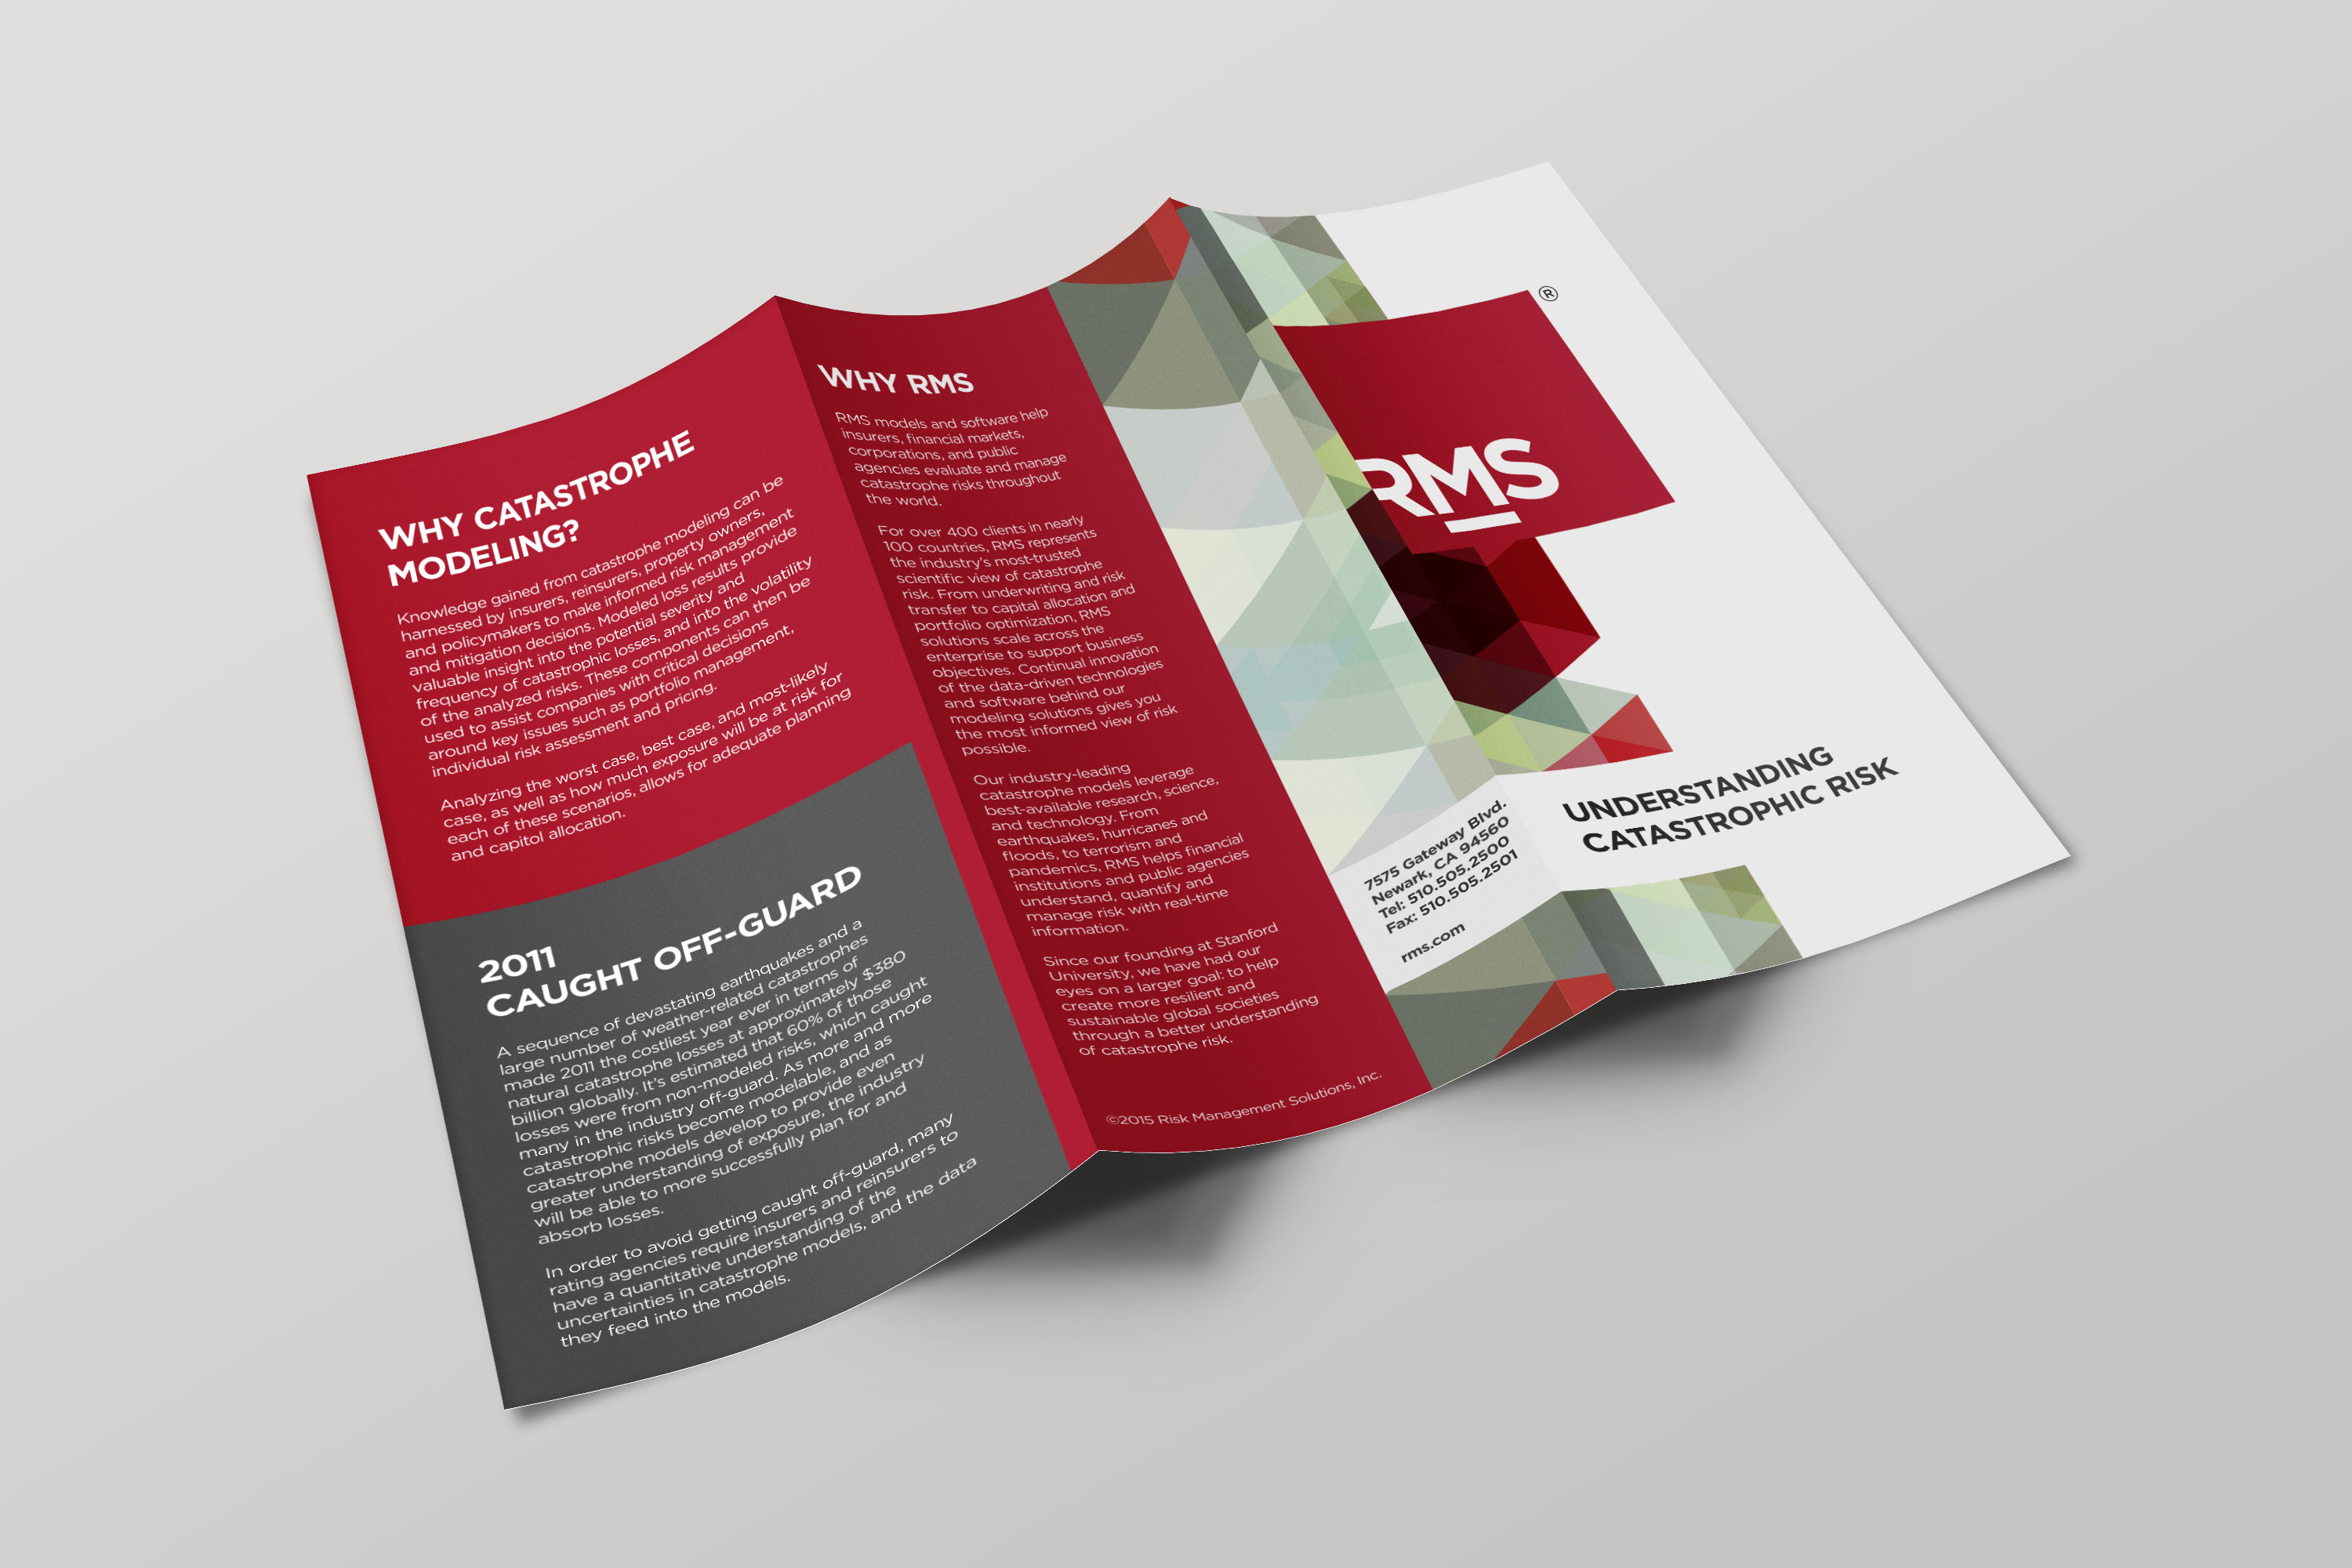 WHY CATASTROPHE
MODELING?
Knowledge gained from catastrophe modeling can be
harnessed by insurers, reinsurers, property owners,
and policymakers to make informed risk management
and mitigation decisions. Modeled loss results provide
valuable insight into the potential severity and
frequency of catastrophic losses, and into the volatility
of the analyzed risks. These components can then be
used to assist companies with critical decisions
around key issues such as portfolio management,
individual risk assessment and pricing.
Analyzing the worst case, best case, and most-likely
case, as well as how much exposure will be at risk for
each of these scenarios, allows for adequate planning
and capitol allocation.
2011
CAUGHT OFF-GUARD
A sequence of devastating earthquakes and a
large number of weather-related catastrophes
made 2011 the costliest year ever in terms of
natural catastrophe losses at approximately $380
billion globally. It's estimated that 60% of those
losses were from non-modeled risks, which caught
many in the industry off-guard. As more and more
catastrophic risks become modelable, and as
catastrophe models develop to provide even
greater understanding of exposure, the industry
will be able to more successfully plan for and
absorb losses.
In order to avoid getting caught off-guard, many
rating agencies require insurers and reinsurers to
have a quantitative understanding of the
uncertainties in catastrophe models, and the data
they feed into the models.
WHY RMS
RMS models and software help
insurers, financial markets,
corporations, and public
agencies evaluate and manage
catastrophe risks throughout
the world.
For over 400 clients in nearly
100 countries, RMS represents
the industry's most-trusted
scientific view of catastrophe
risk. From underwriting and risk
transfer to capital allocation and
portfolio optimization, RMS
solutions scale across the
enterprise to support business
objectives. Continual innovation
of the data-driven technologies
and software behind our
modeling solutions gives you
the most informed view of risk
possible.
Our industry-leading
catastrophe models leverage
best-available research, science,
and technology. From
earthquakes, hurricanes and
floods, to terrorism and
pandemics, RMS helps financial
institutions and public agencies
understand, quantify and
manage risk with real-time
information.
Since our founding at Stanford
University, we have had our
eyes on a larger goal: to help
create more resilient and
sustainable global societies
through a better understanding
of catastrophe risk.
©2015 Risk Management Solutions, Inc.
7575 Gateway Blvd.
Newark, CA 94560
Tel: 510.505.2500
Fax: 510.505.2501
rms.com
RMS
®
UNDERSTANDING
CATASTROPHIC RISK